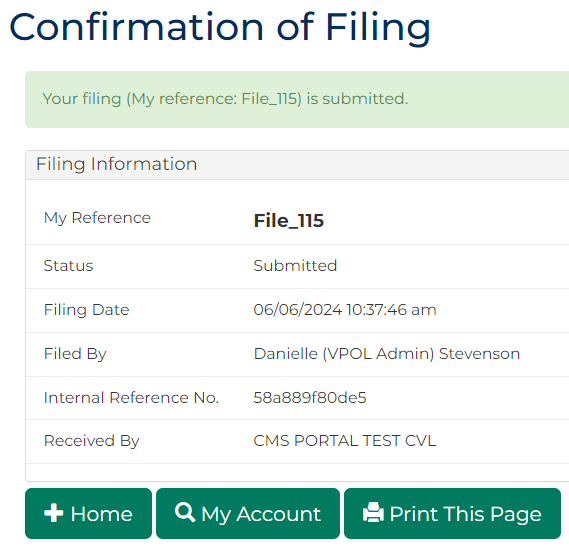 Confirmation of Filing
Your filing (My reference: File_115) is submitted.
Filing Information
My Reference File_115
Status Submitted
Filing Date 06/06/2024 10:37:46 am
Filed By Danielle (VPOL Admin) Stevenson
Internal Reference No. 58a889f80de5
Received By CMS PORTAL TEST CVL
Home My Account Print This Page